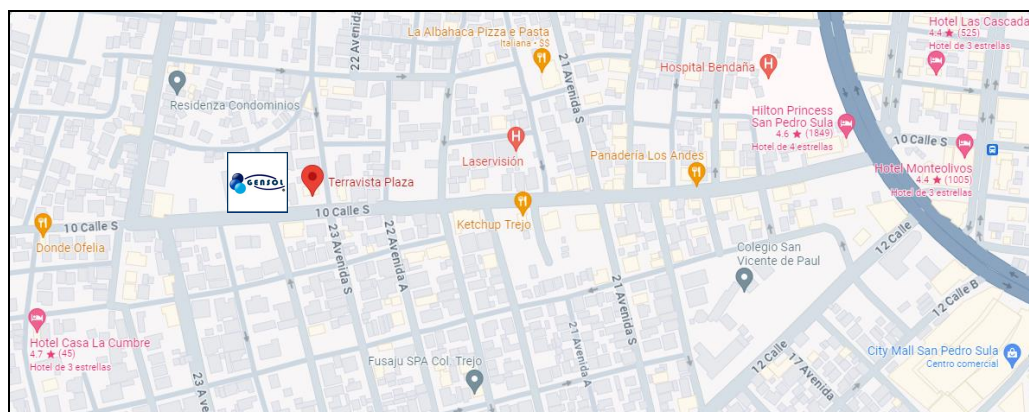 Hotel Las Cascada
4.4 ★ (525)
Hotel de 3 estrellas
La Albahaca Pizza e Pasta
Italiana · $$
22 Avenida
21 Avenida S
Hospital Bendaña
Residenza Condominios
Hilton Princess
San Pedro Sula
4.6 ★ (1849)
Hotel de 4 estrellas
10 Calle S
Laservisión
Panadería Los Andes
Hotel Monteolivos
4.4 ★ (1005)
Hotel de 3 estrellas
GENSOL
Terravista Plaza
10 Calle S
Ketchup Trejo
10 Calle S
Donde Ofelia
23 Avenida S
22 Avenida A
Colegio San
Vicente de Paul
12 Calle
12 Calle B
21 Avenida S
21 Avenida A
Hotel Casa La Cumbre
4.7 ★ (45)
Hotel de 3 estrellas
Fusaju SPA Col. Trejo
23 A ve
12 Calle
17 Avenida
City Mall San Pedro Sula
Centro comercial